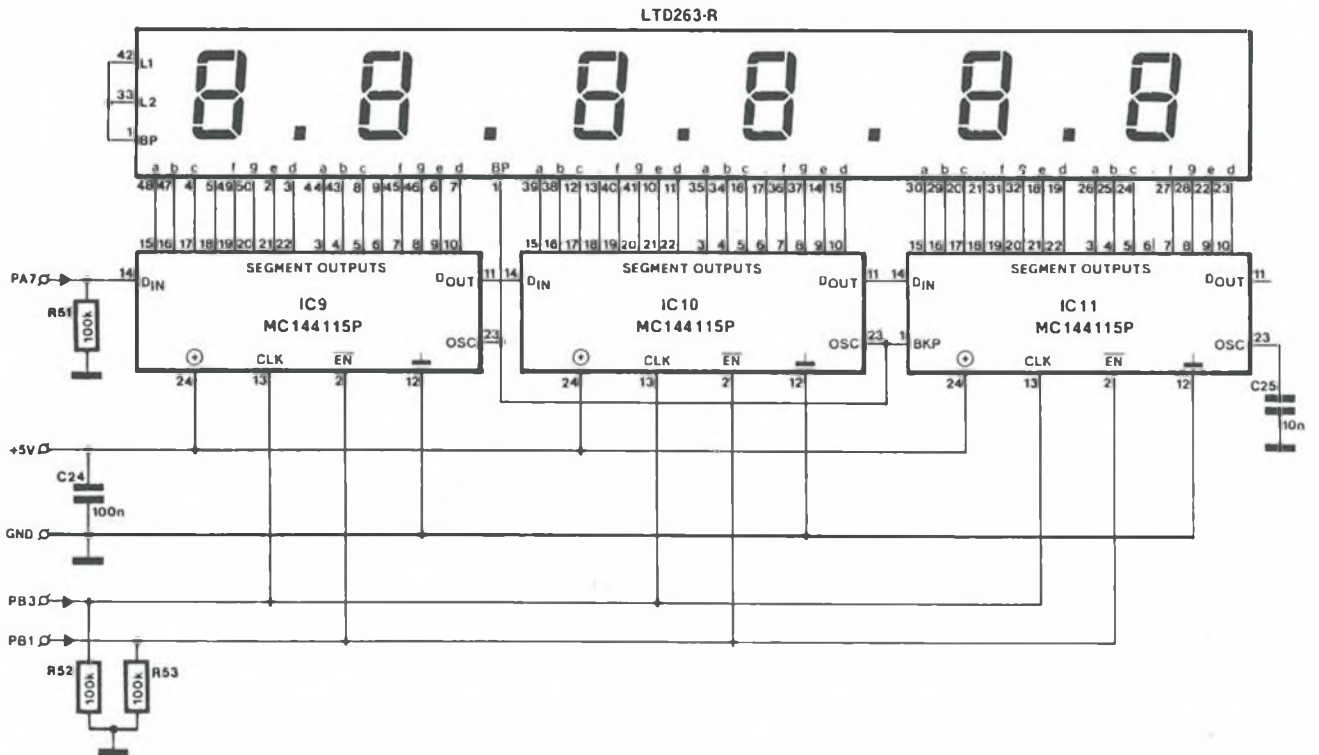 LTD263-R
42 L1
33 L2
1 BP
a b c f g e d a b c f g e d BP a b c . f g e d a b c . f g e d a b c . f g e d a b c . f g e d
48 47 4 5 49 50 2 3 44 43 8 9 45 46 6 7 1 39 38 12 13 40 41 10 11 35 34 16 17 36 37 14 15 30 29 20 21 31 32 18 19 26 25 24 27 28 22 23
15 16 17 18 19 20 21 22 3 4 5 6 7 8 9 10 15 16 17 18 19 20 21 22 3 4 5 6 7 8 9 10 15 16 17 18 19 20 21 22 3 4 5 6 7 8 9 10
SEGMENT OUTPUTS SEGMENT OUTPUTS SEGMENT OUTPUTS
PA7 14 DIN DOUT 11 14 DIN DOUT 11 14 DIN DOUT 11
R51 100k
IC9 IC10 IC11
MC144115P MC144115P MC144115P
OSC 23 OSC 23 1 BKP OSC 23
+ CLK EN + CLK EN + CLK EN
24 13 2 12 24 13 2 12 24 13 2 12
C25
10n
+5V
C24
100n
GND
PB3
PB1
R52 100k 100k R53